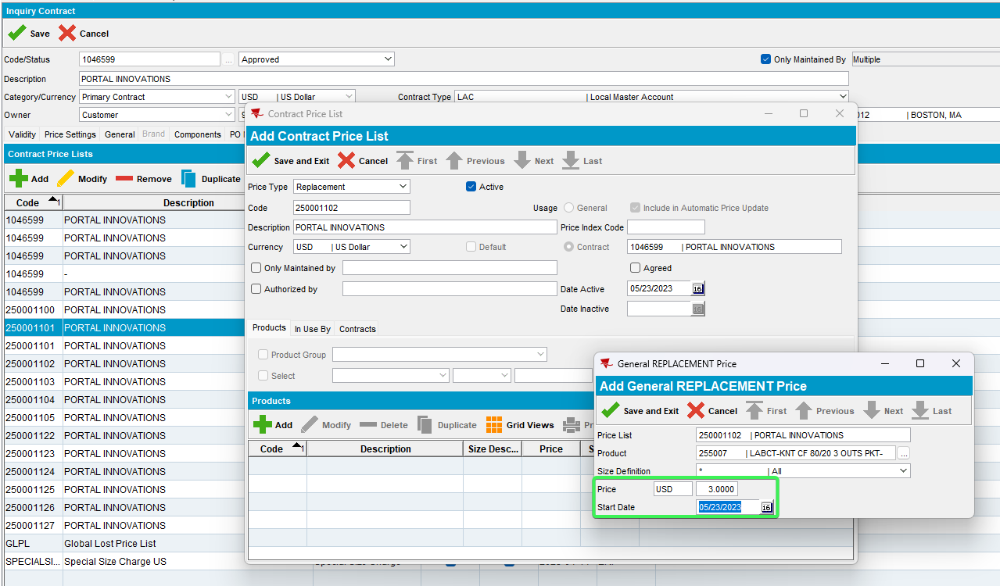 Inquiry Contract
Save Cancel
Code/Status 1046599 ... Approved Only Maintained By Multiple
Description PORTAL INNOVATIONS
Category/Currency Primary Contract USD | US Dollar Contract Type LAC | Local Master Account
Owner Customer 012 | BOSTON, MA
Validity Price Settings General Brand Components PO
Contract Price Lists
Add Modify Remove Duplicate
Code 1 Description
1046599 PORTAL INNOVATIONS
1046599 PORTAL INNOVATIONS
1046599 PORTAL INNOVATIONS
1046599 -
1046599 PORTAL INNOVATIONS
250001100 PORTAL INNOVATIONS
250001101 PORTAL INNOVATIONS
250001101 PORTAL INNOVATIONS
250001102 PORTAL INNOVATIONS
250001103 PORTAL INNOVATIONS
250001104 PORTAL INNOVATIONS
250001105 PORTAL INNOVATIONS
250001122 PORTAL INNOVATIONS
250001123 PORTAL INNOVATIONS
250001124 PORTAL INNOVATIONS
250001125 PORTAL INNOVATIONS
250001126 PORTAL INNOVATIONS
250001127 PORTAL INNOVATIONS
GLPL Global Lost Price List
SPECIALSI... Special Size Charge US
Contract Price List
Add Contract Price List
Save and Exit Cancel First Previous Next Last
Price Type Replacement Active
Code 250001102 Usage General Include in Automatic Price Update
Description PORTAL INNOVATIONS Price Index Code
Currency USD | US Dollar Default Contract 1046599 | PORTAL INNOVATIONS
Only Maintained by Agreed
Authorized by Date Active 05/23/2023 16
Date Inactive 16
Products In Use By Contracts
Product Group
Select
Products
Add Modify Delete Duplicate Grid Views Pr
Code 1 Description Size Desc... Price S
General REPLACEMENT Price
Add General REPLACEMENT Price
Save and Exit Cancel First Previous Next Last
Price List 250001102 | PORTAL INNOVATIONS
Product 255007 | LABCT-KNT CF 80/20 3 OUTS PKT- ...
Size Definition * | All
Price USD 3.0000
Start Date 05/23/2023 16